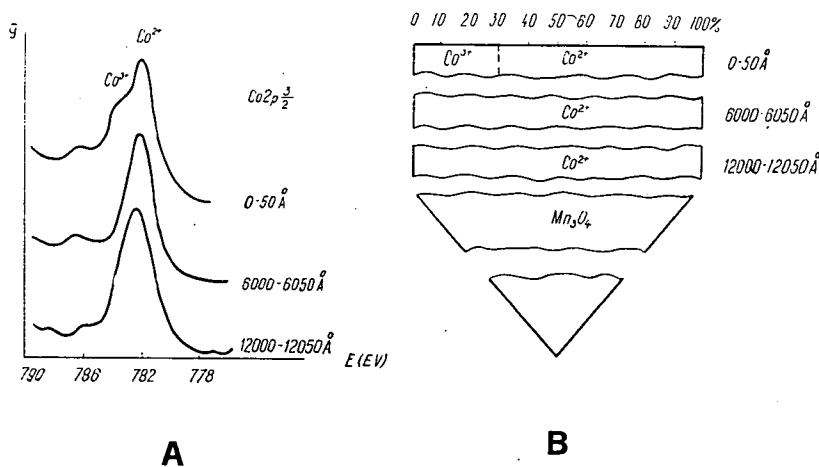 ḡ
Co²⁺
Co³⁺
Co2p 3/2
0-50Å
6000-6050Å
12000-12050Å
790 786 782 778
E(EV)
A
0 10 20 30 40 50 60 70 80 90 100%
Co³⁺ Co²⁺ 0-50Å
Co²⁺ 6000-6050Å
Co²⁺ 12000-12050Å
Mn₃O₄
B